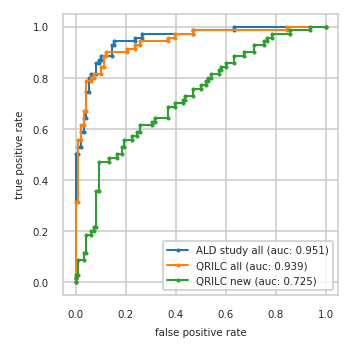 1.0
0.8
0.6
0.4
0.2
0.0
true positive rate
ALD study all (auc: 0.951)
QRILC all (auc: 0.939)
QRILC new (auc: 0.725)
0.0 0.2 0.4 0.6 0.8 1.0
false positive rate